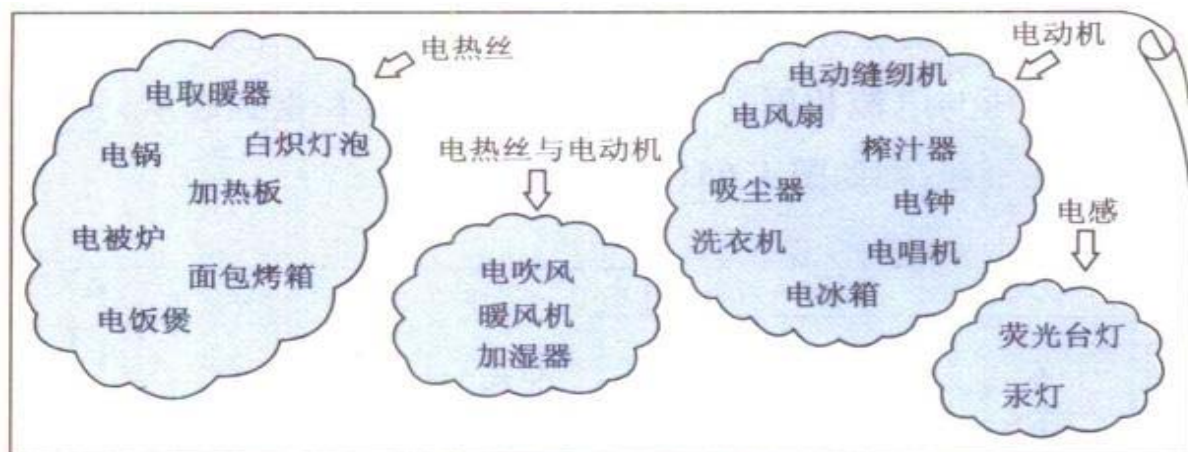 电热丝
电取暖器
电锅
白炽灯泡
加热板
电被炉
面包烤箱
电饭煲
电热丝与电动机
电吹风
暖风机
加湿器
电动机
电动缝纫机
电风扇
榨汁器
吸尘器
电钟
洗衣机
电唱机
电冰箱
电感
荧光台灯
汞灯